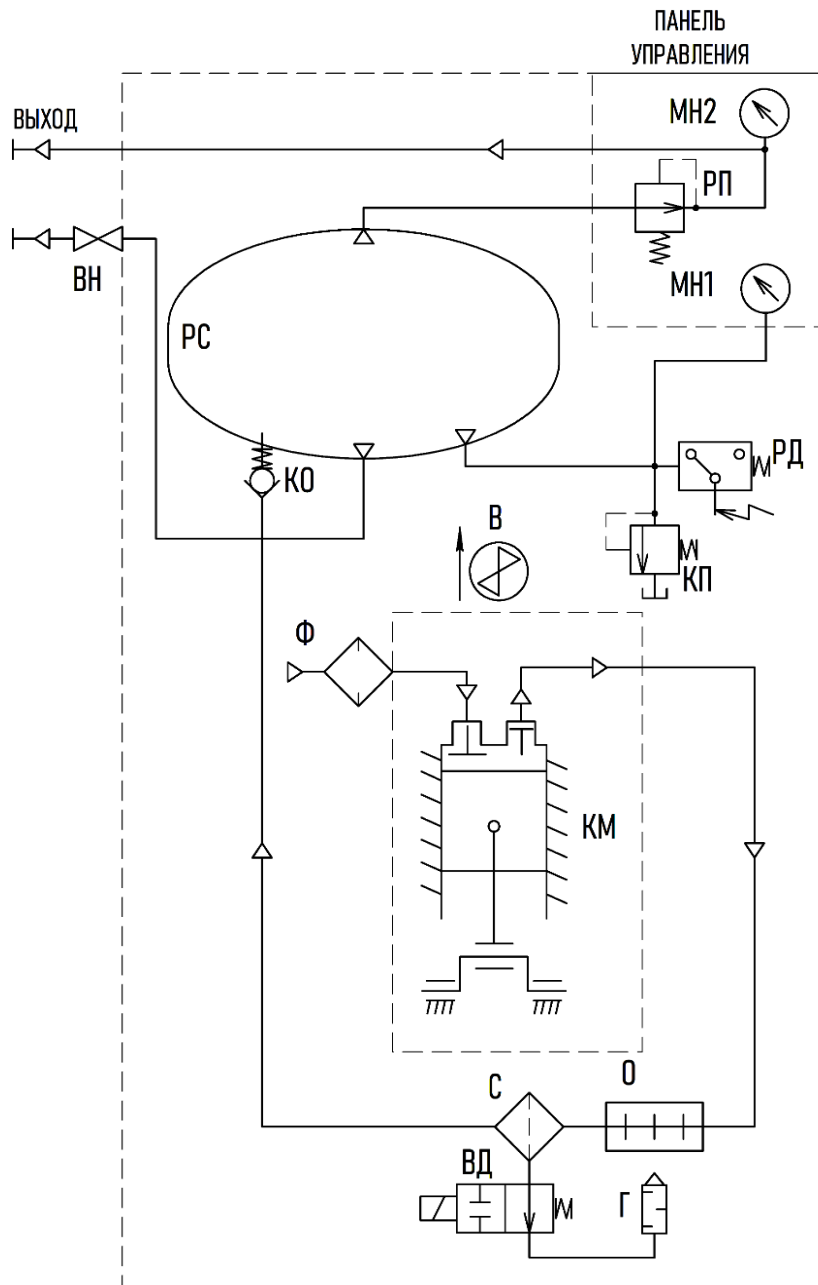 ПАНЕЛЬ
УПРАВЛЕНИЯ
МН2
ВЫХОД
РП
ВН
МН1
РС
РД
КО
В
КП
Ф
КМ
О
С
ВД
Г